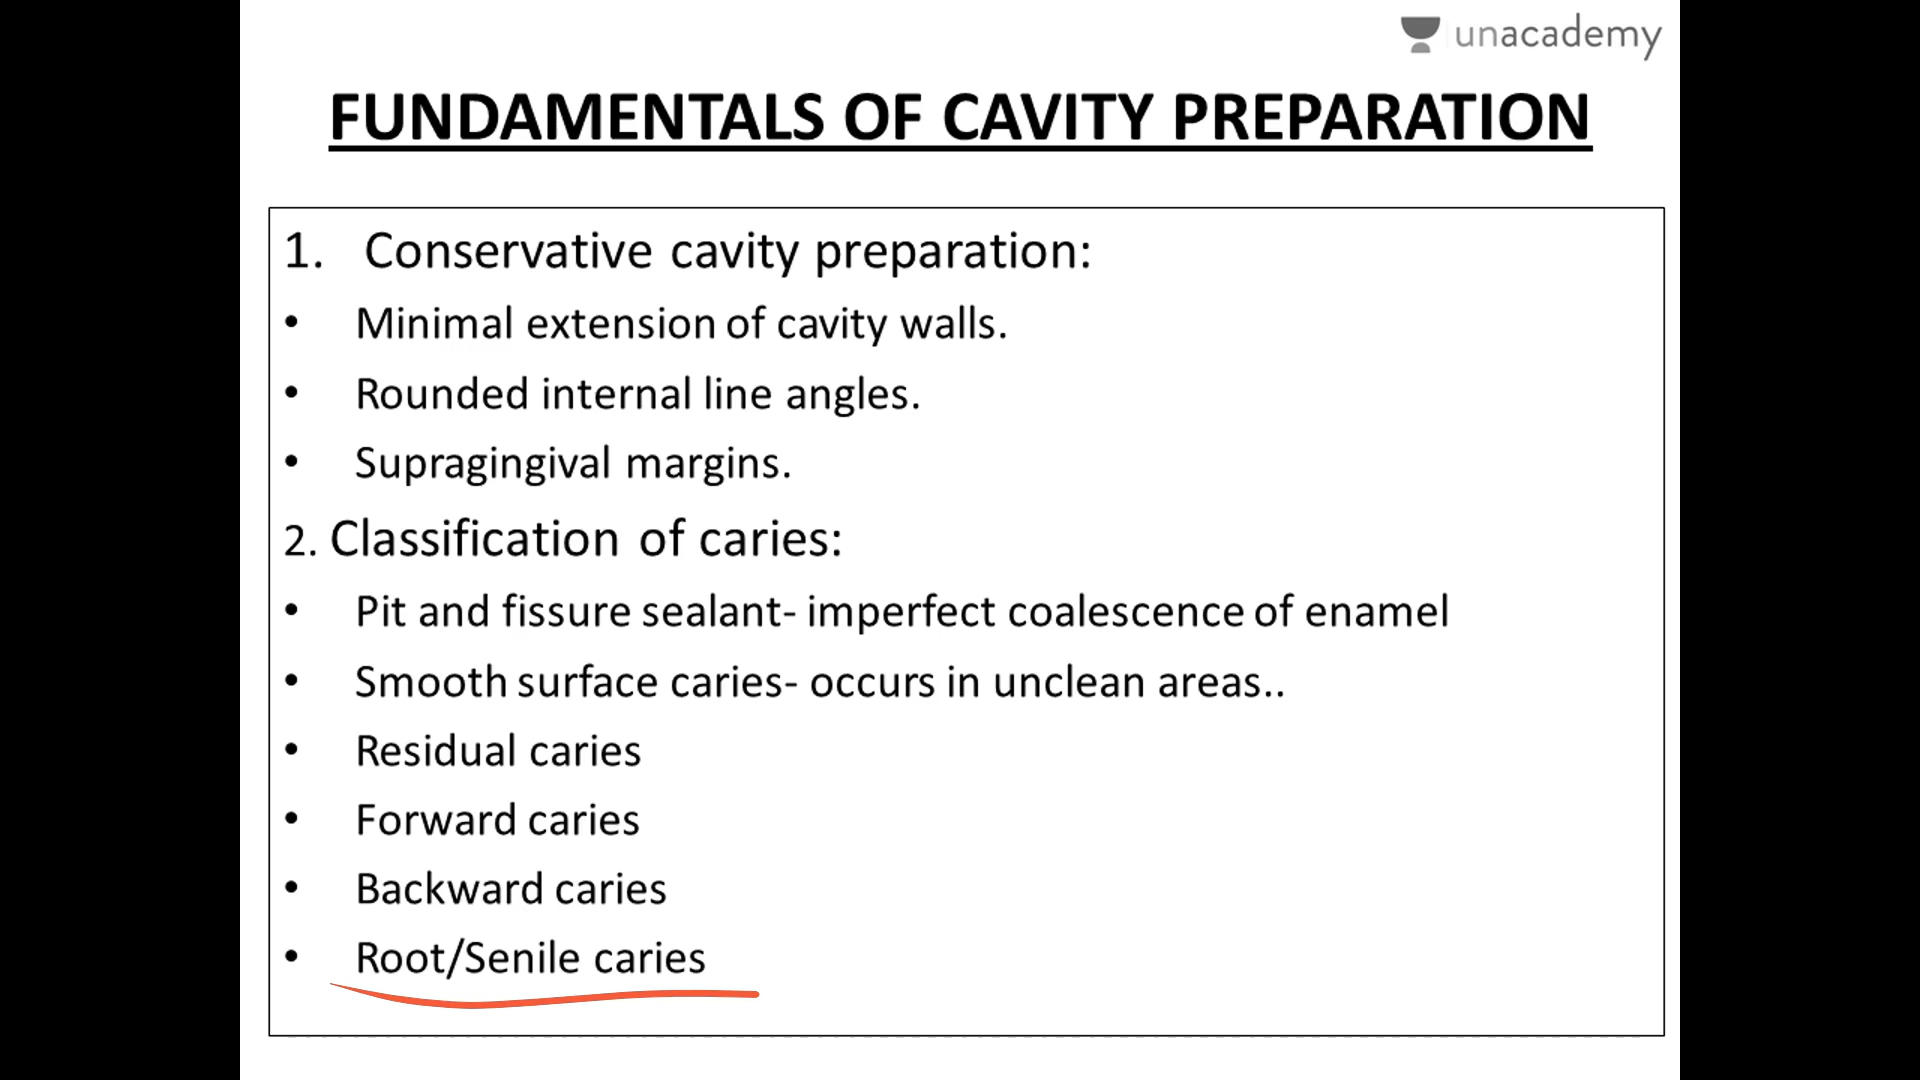 unacademy
FUNDAMENTALS OF CAVITY PREPARATION
1. Conservative cavity preparation:
• Minimal extension of cavity walls.
• Rounded internal line angles.
• Supragingival margins.
2. Classification of caries:
• Pit and fissure sealant- imperfect coalescence of enamel
• Smooth surface caries- occurs in unclean areas..
• Residual caries
• Forward caries
• Backward caries
• Root/Senile caries